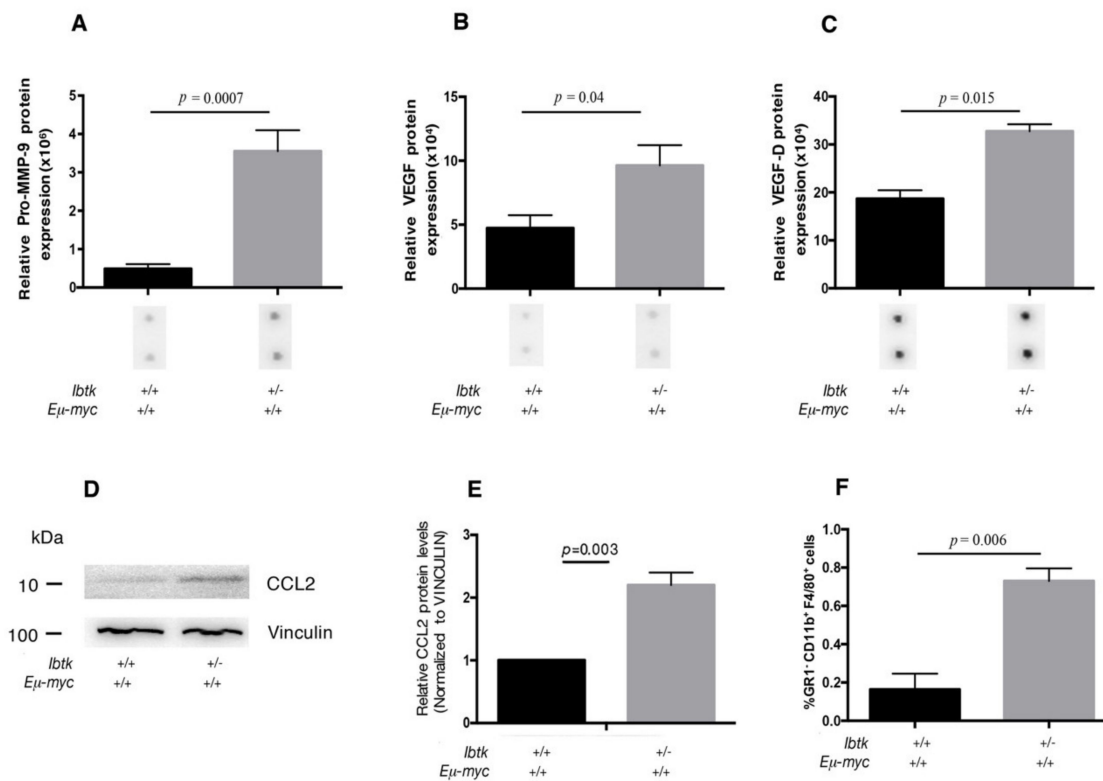 A
Relative Pro-MMP-9 protein
expression (x10⁶)
5
4
3
2
1
0
p = 0.0007
Ibtk +/+ +/-
Eμ-myc +/+ +/+
B
Relative VEGF protein
expression (x10⁴)
15
10
5
0
p = 0.04
Ibtk +/+ +/-
Eμ-myc +/+ +/+
C
Relative VEGF-D protein
expression (x10⁴)
40
30
20
10
0
p = 0.015
Ibtk +/+ +/-
Eμ-myc +/+ +/+
D
kDa
10 CCL2
100 Vinculin
Ibtk +/+ +/-
Eμ-myc +/+ +/+
E
Relative CCL2 protein levels
(Normalized to VINCULIN)
3
2
1
0
p=0.003
Ibtk +/+ +/-
Eμ-myc +/+ +/+
F
%GR1⁻ CD11b⁺ F4/80⁺ cells
1.0
0.8
0.6
0.4
0.2
0.0
p = 0.006
Ibtk +/+ +/-
Eμ-myc +/+ +/+